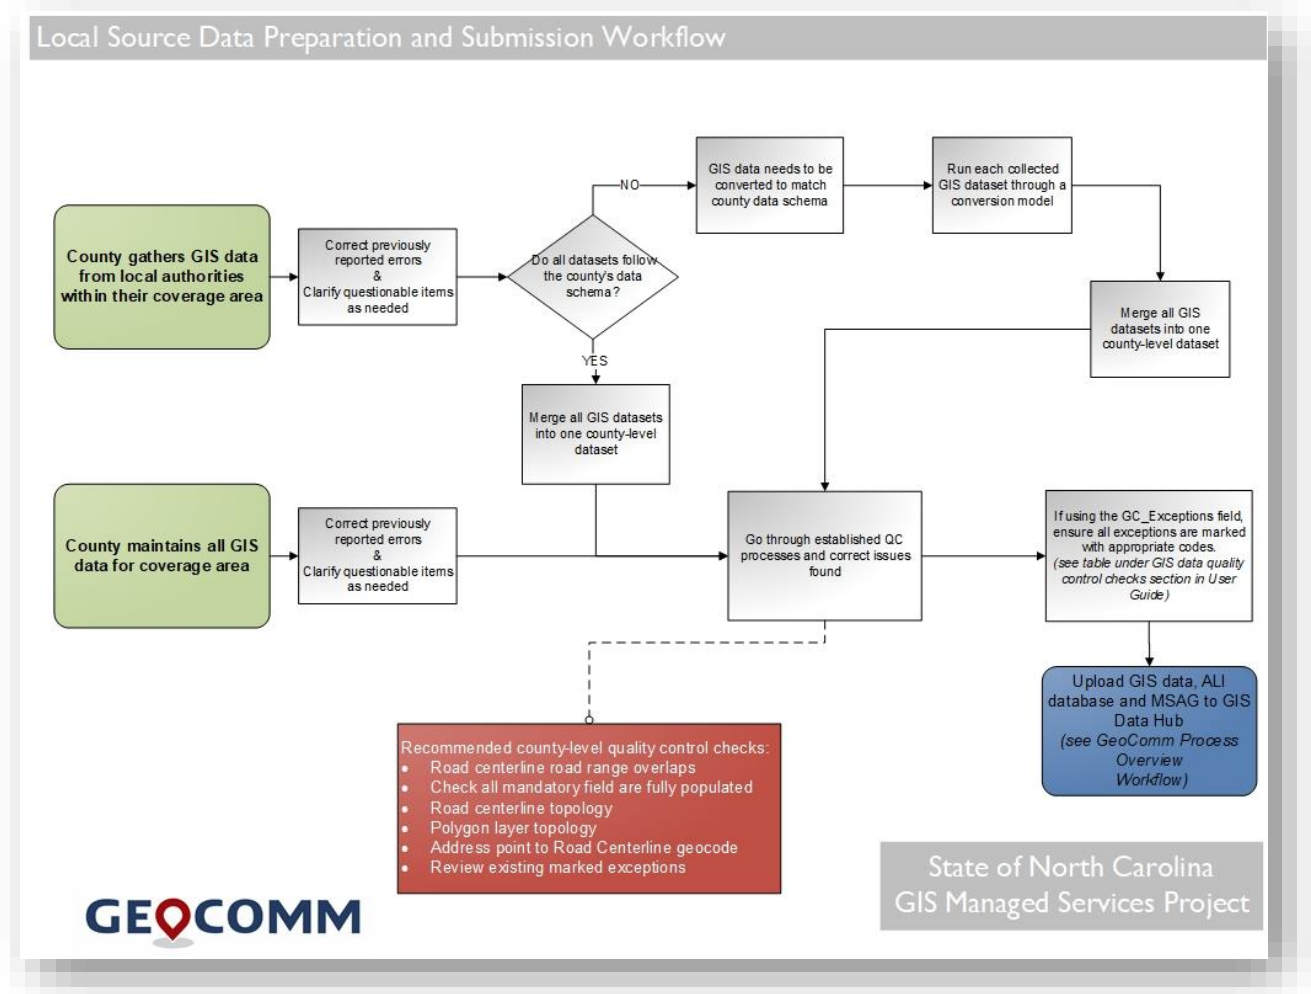 Local Source Data Preparation and Submission Workflow
County gathers GIS data
from local authorities
within their coverage area
Correct previously
reported errors
&
Clarify questionable items
as needed
Do all datasets follow
the county's data
schema?
NO
GIS data needs to be
converted to match
county data schema
Run each collected
GIS dataset through a
conversion model
Merge all GIS
datasets into one
county-level dataset
YES
Merge all GIS datasets
into one county-level
dataset
County maintains all GIS
data for coverage area
Correct previously
reported errors
&
Clarify questionable items
as needed
Go through established QC
processes and correct issues
found
If using the GC_Exceptions field,
ensure all exceptions are marked
with appropriate codes.
(see table under GIS data quality
control checks section in User
Guide)
Upload GIS data, ALI
database and MSAG to GIS
Data Hub
(see GeoComm Process
Overview
Workflow)
Recommended county-level quality control checks:
• Road centerline road range overlaps
• Check all mandatory field are fully populated
• Road centerline topology
• Polygon layer topology
• Address point to Road Centerline geocode
• Review existing marked exceptions
GEOCOMM
State of North Carolina
GIS Managed Services Project